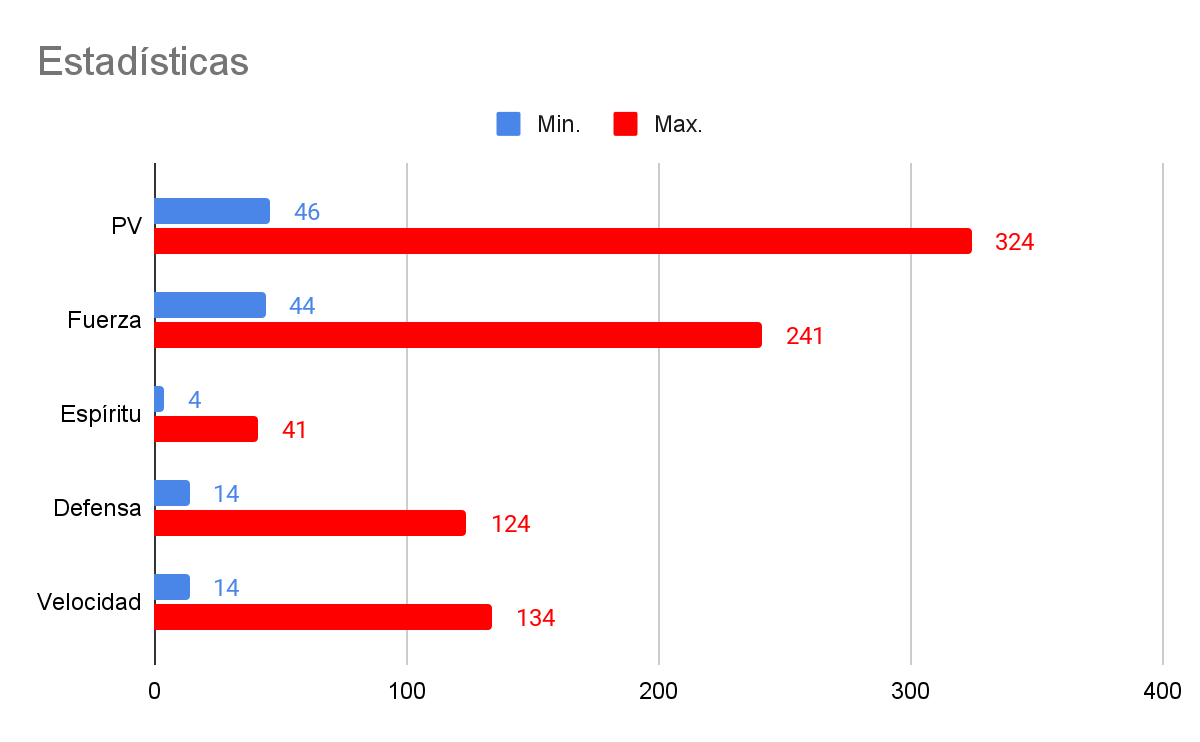 Estadísticas
Min. Max.
PV 46
324
Fuerza 44
241
Espíritu 4
41
Defensa 14
124
Velocidad 14
134
0 100 200 300 400